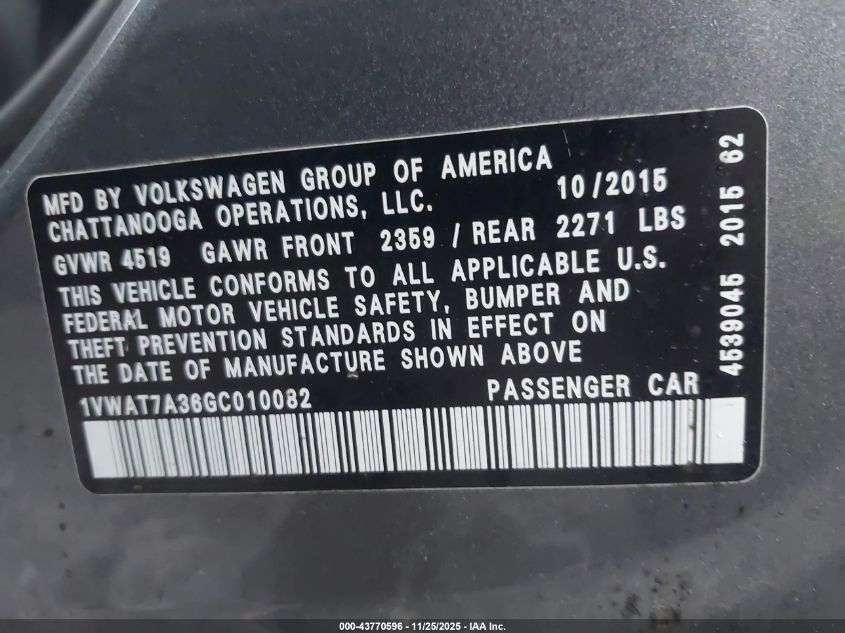 MFD BY VOLKSWAGEN GROUP OF AMERICA
CHATTANOOGA OPERATIONS, LLC. 10/2015
GVWR 4519 GAWR FRONT 2359 / REAR 2271 LBS
THIS VEHICLE CONFORMS TO ALL APPLICABLE U.S.
FEDERAL MOTOR VEHICLE SAFETY, BUMPER AND
THEFT PREVENTION STANDARDS IN EFFECT ON
THE DATE OF MANUFACTURE SHOWN ABOVE
1VWAT7A36GC010082 PASSENGER CAR
4539045 2015 62
000-43770596 - 11/25/2025 - IAA Inc.